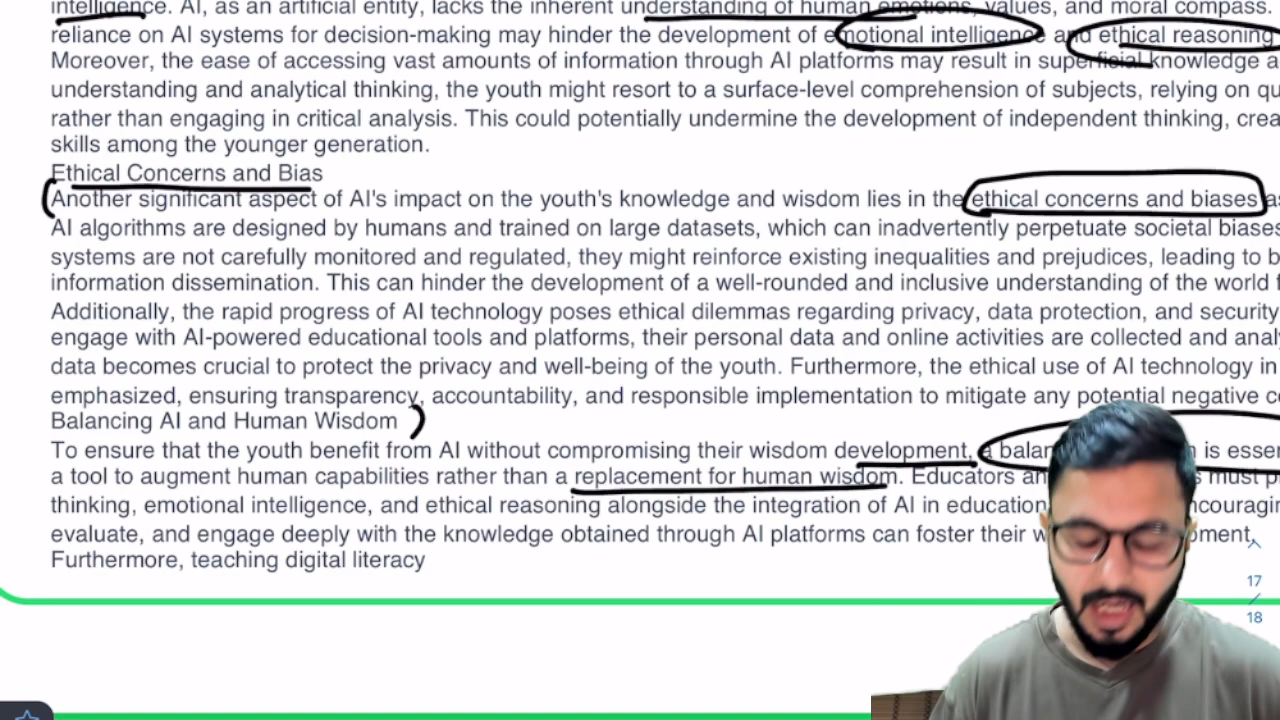 intelligence. AI, as an artificial entity, lacks the inherent understanding of human emotions, values, and moral compass.
reliance on AI systems for decision-making may hinder the development of emotional intelligence and ethical reasoning
Moreover, the ease of accessing vast amounts of information through AI platforms may result in superficial knowledge
understanding and analytical thinking, the youth might resort to a surface-level comprehension of subjects, relying on
rather than engaging in critical analysis. This could potentially undermine the development of independent thinking,
skills among the younger generation.
Ethical Concerns and Bias
Another significant aspect of AI's impact on the youth's knowledge and wisdom lies in the ethical concerns and biases
AI algorithms are designed by humans and trained on large datasets, which can inadvertently perpetuate societal biases
systems are not carefully monitored and regulated, they might reinforce existing inequalities and prejudices, leading to
information dissemination. This can hinder the development of a well-rounded and inclusive understanding of the world
Additionally, the rapid progress of AI technology poses ethical dilemmas regarding privacy, data protection, and security
engage with AI-powered educational tools and platforms, their personal data and online activities are collected and
data becomes crucial to protect the privacy and well-being of the youth. Furthermore, the ethical use of AI technology in
emphasized, ensuring transparency, accountability, and responsible implementation to mitigate any potential negative
Balancing AI and Human Wisdom
To ensure that the youth benefit from AI without compromising their wisdom development, a is
a tool to augment human capabilities rather than a replacement for human wisdom. Educators must
thinking, emotional intelligence, and ethical reasoning alongside the integration of AI in education
evaluate, and engage deeply with the knowledge obtained through AI platforms can foster their
Furthermore, teaching digital literacy
17
/
18